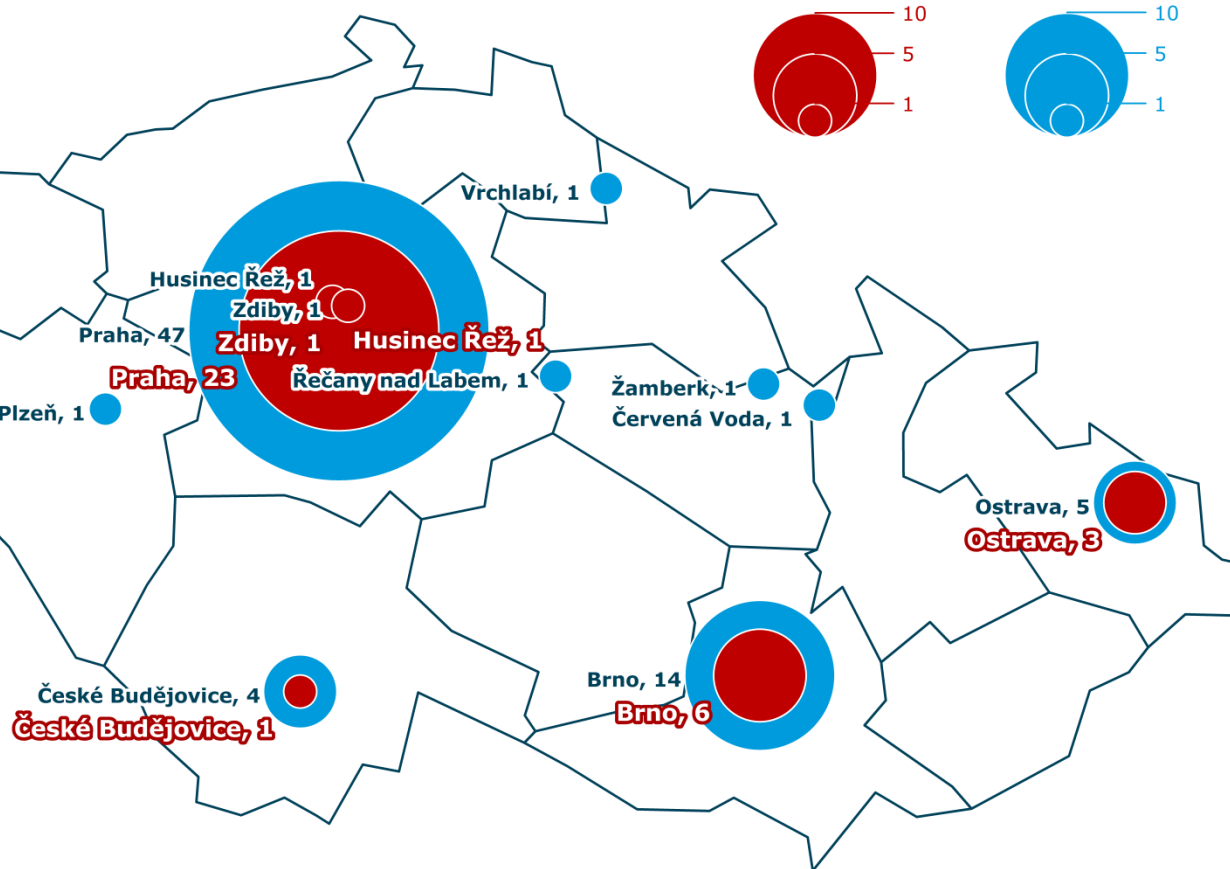 10
5
1
10
5
1
Vrchlabí, 1
Husinec Řež, 1
Zdiby, 1
Praha, 47
Zdiby, 1
Husinec Řež, 1
Praha, 23
Řečany nad Labem, 1
Plzeň, 1
Žamberk, 1
Červená Voda, 1
Ostrava, 5
Ostrava, 3
České Budějovice, 4
České Budějovice, 1
Brno, 14
Brno, 6